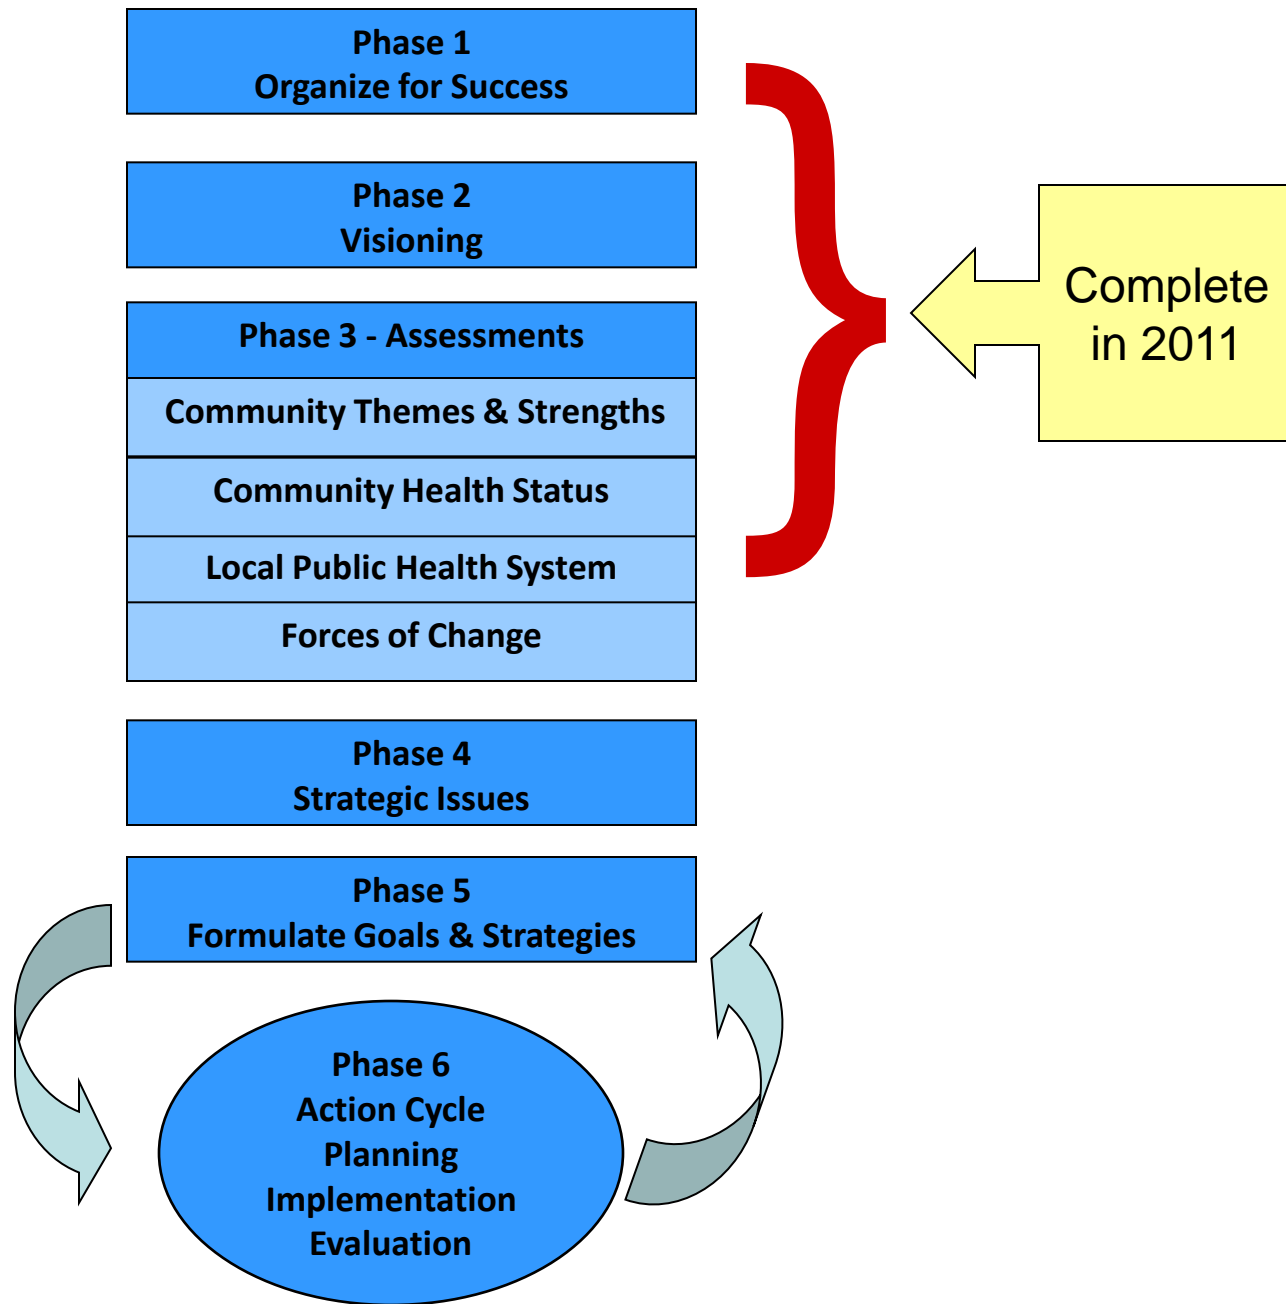 Phase 1
Organize for Success
Phase 2
Visioning
Phase 3 - Assessments
Community Themes & Strengths
Community Health Status
Local Public Health System
Forces of Change
Complete
in 2011
Phase 4
Strategic Issues
Phase 5
Formulate Goals & Strategies
Phase 6
Action Cycle
Planning
Implementation
Evaluation